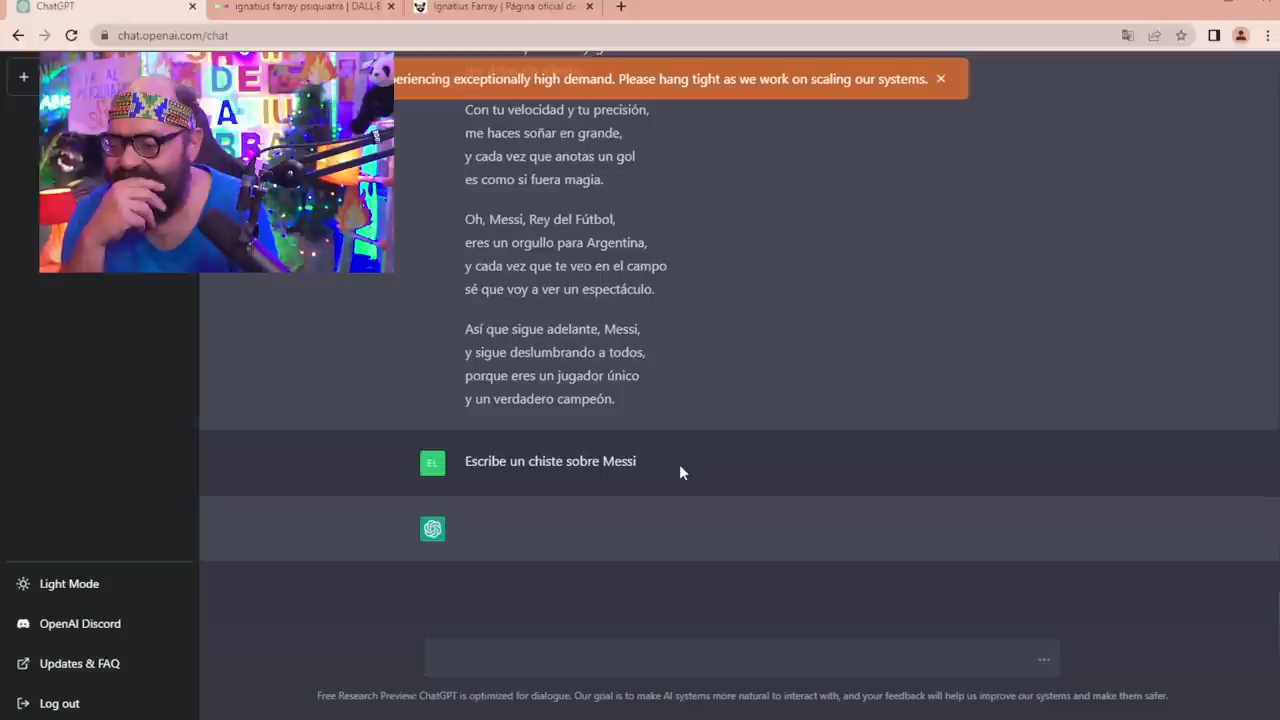 ChatGPT
ignatius farray psiquiatra | DALL·E
Ignatius Farray | Página oficial de
chat.openai.com/chat
periencing exceptionally high demand. Please hang tight as we work on scaling our systems.
DE
A
Con tu velocidad y tu precisión,
me haces soñar en grande,
y cada vez que anotas un gol
es como si fuera magia.
Oh, Messi, Rey del Fútbol,
eres un orgullo para Argentina,
y cada vez que te veo en el campo
sé que voy a ver un espectáculo.
Así que sigue adelante, Messi,
y sigue deslumbrando a todos,
porque eres un jugador único
y un verdadero campeón.
EL
Escribe un chiste sobre Messi
Light Mode
OpenAI Discord
Updates & FAQ
Log out
Free Research Preview: ChatGPT is optimized for dialogue. Our goal is to make AI systems more natural to interact with, and your feedback will help us improve our systems and make them safer.